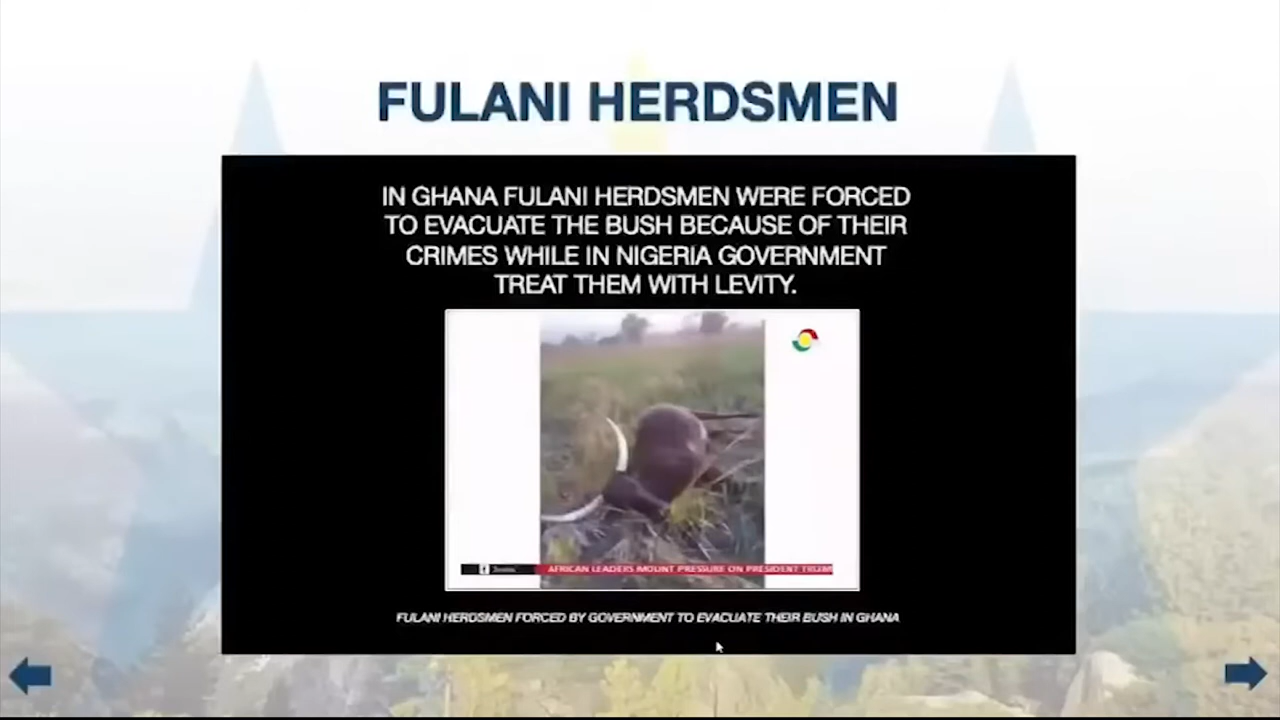 FULANI HERDSMEN
IN GHANA FULANI HERDSMEN WERE FORCED
TO EVACUATE THE BUSH BECAUSE OF THEIR
CRIMES WHILE IN NIGERIA GOVERNMENT
TREAT THEM WITH LEVITY.
AFRICAN LEADERS MOUNT PRESSURE ON PRESIDENT TRUM
FULANI HERDSMEN FORCED BY GOVERNMENT TO EVACUATE THEIR BUSH IN GHANA